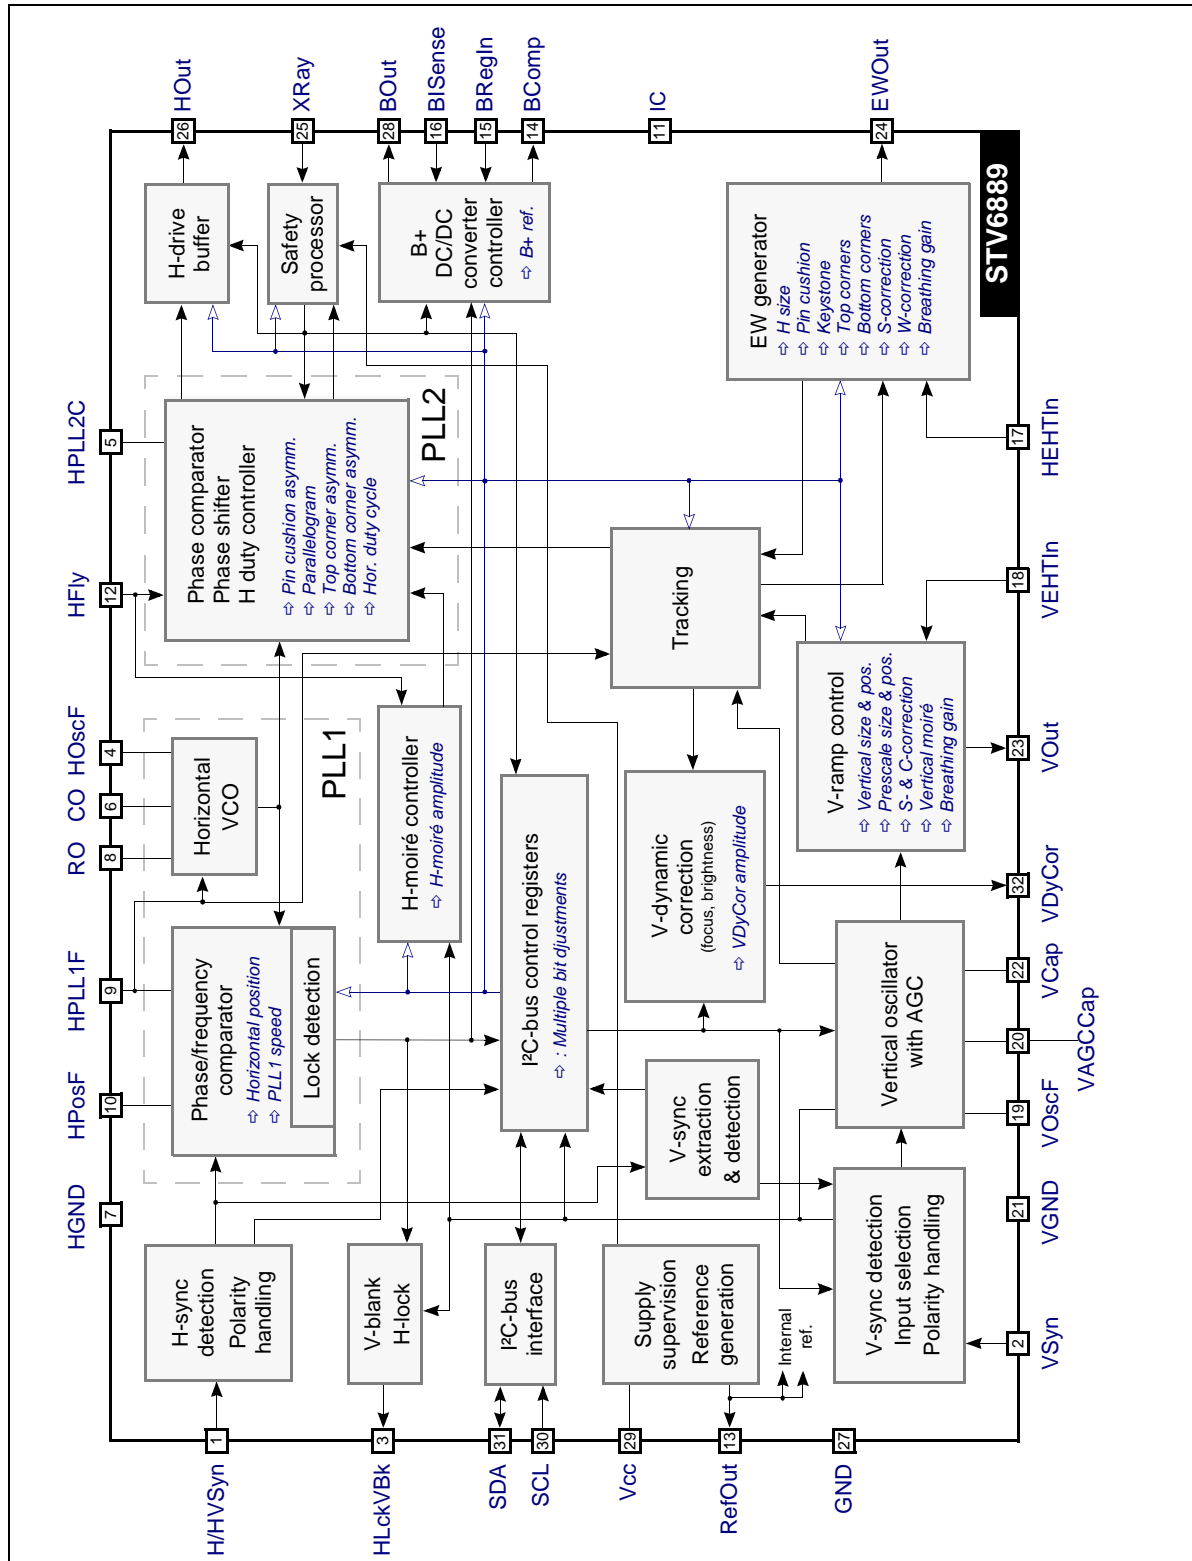 HGND
HPosF
HPLL1F
RO
CO
HOscF
HFly
HPLL2C
7
10
9
8
6
4
12
5
H/HVSyn
1
H-sync
detection
Polarity
handling
Phase/frequency
comparator
⇨ Horizontal position
⇨ PLL1 speed
Lock detection
Horizontal
VCO
PLL1
Phase comparator
Phase shifter
H duty controller
⇨ Pin cushion asymm.
⇨ Parallelogram
⇨ Top corner asymm.
⇨ Bottom corner asymm.
⇨ Hor. duty cycle
PLL2
H-drive
buffer
26
HOut
Safety
processor
25
XRay
HLckVBk
3
V-blank
H-lock
H-moiré controller
⇨ H-moiré amplitude
B+
DC/DC
converter
controller
⇨ B+ ref.
28
BOut
16
BISense
15
BRegIn
14
BComp
SDA
31
SCL
30
I²C-bus
interface
I²C-bus control registers
⇨ : Multiple bit djustments
Vcc
29
RefOut
13
Supply
supervision
Reference
generation
Internal
ref.
V-sync
extraction
& detection
V-dynamic
correction
(focus, brightness)
⇨ VDyCor amplitude
Tracking
11
IC
GND
27
V-sync detection
Input selection
Polarity handling
Vertical oscillator
with AGC
V-ramp control
⇨ Vertical size & pos.
⇨ Prescale size & pos.
⇨ S- & C-correction
⇨ Vertical moiré
⇨ Breathing gain
EW generator
⇨ H size
⇨ Pin cushion
⇨ Keystone
⇨ Top corners
⇨ Bottom corners
⇨ S-correction
⇨ W-correction
⇨ Breathing gain
24
EWOut
STV6889
2
21
19
20
22
32
23
18
17
VSyn
VGND
VOscF
VAGCCap
VCap
VDyCor
VOut
VEHTIn
HEHTIn